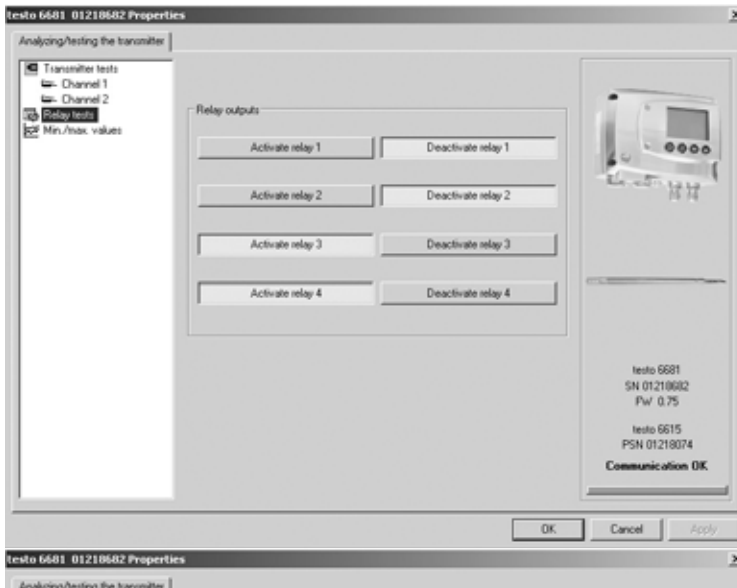 testo 6681 01218682 Properties
Analyzing/testing the transmitter
Transmitter tests
Channel 1
Channel 2
Relay tests
Min./max. values
Relay outputs
Activate relay 1 Deactivate relay 1
Activate relay 2 Deactivate relay 2
Activate relay 3 Deactivate relay 3
Activate relay 4 Deactivate relay 4
testo 6681
SN 01218682
FW 0.75
testo 6615
PSN 01218074
Communication OK
OK Cancel Apply
testo 6681 01218682 Properties
Analyzing/testing the transmitter